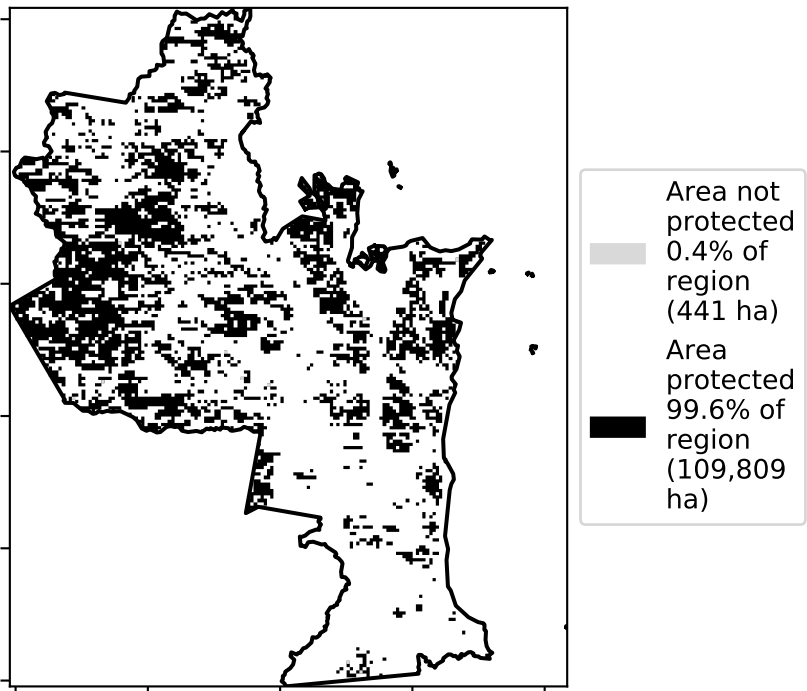 Area not
protected
0.4% of
region
(441 ha)
Area
protected
99.6% of
region
(109,809
ha)